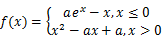 f(x) = { ae^x − x, x ≤ 0
x^2 − ax + a, x > 0